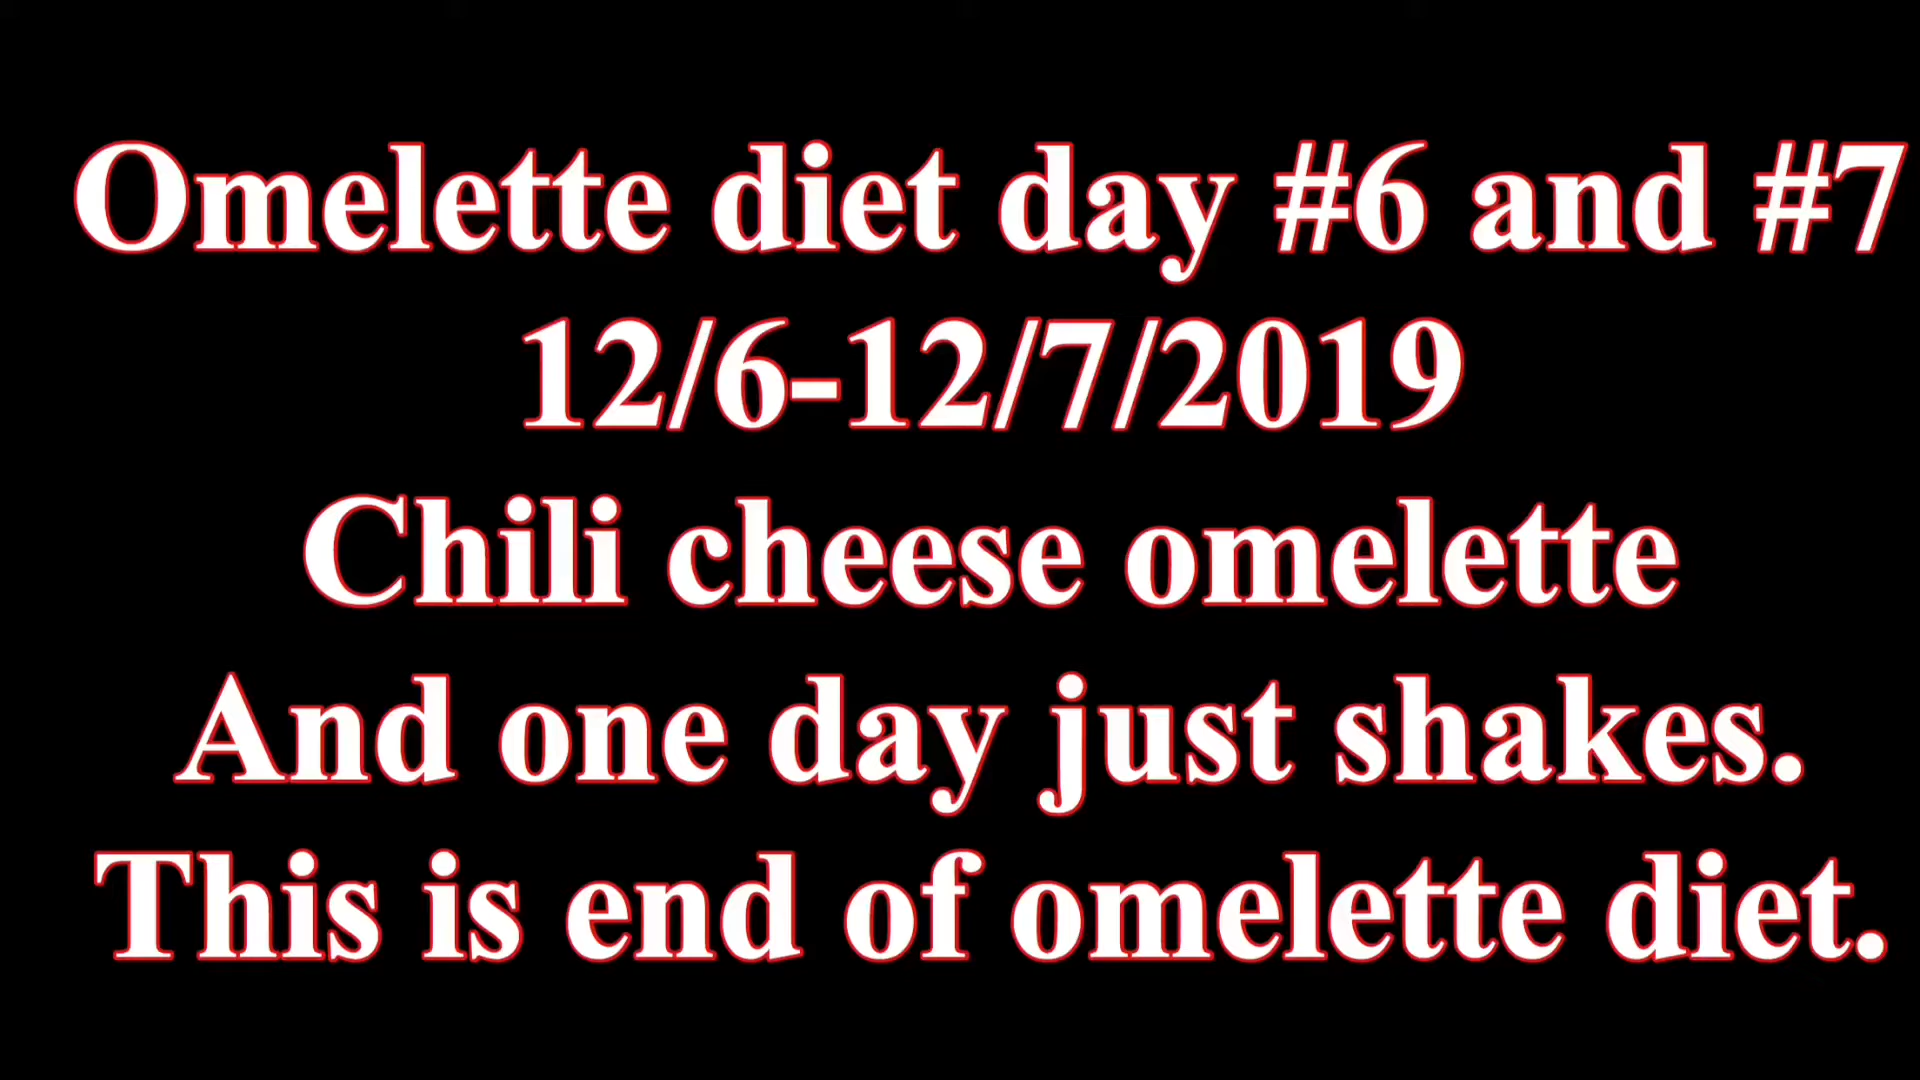 Omelette diet day #6 and #7
12/6-12/7/2019
Chili cheese omelette
And one day just shakes.
This is end of omelette diet.